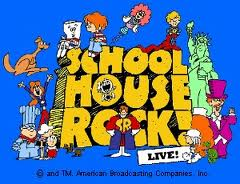 SCHOOL
HOUSE
ROCK!
LIVE!
© and TM, American Broadcasting Companies, Inc.